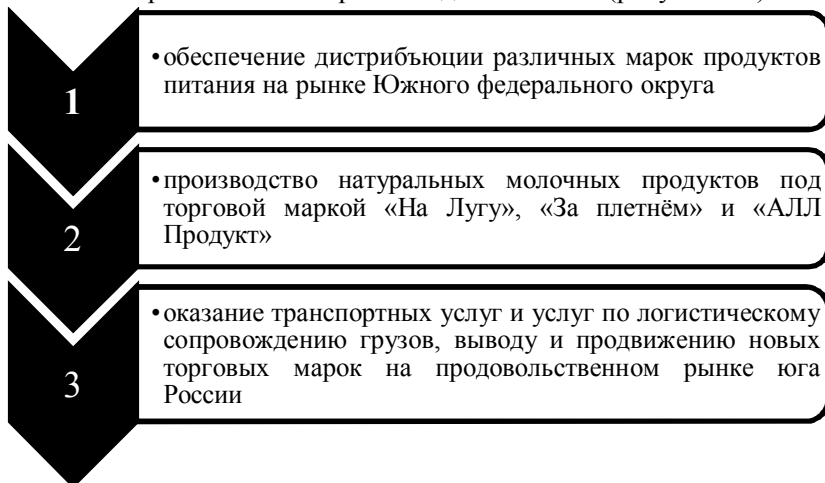 1
•обеспечение дистрибъюции различных марок продуктов
питания на рынке Южного федерального округа
2
•производство натуральных молочных продуктов под
торговой маркой «На Лугу», «За плетнём» и «АЛЛ
Продукт»
3
•оказание транспортных услуг и услуг по логистическому
сопровождению грузов, выводу и продвижению новых
торговых марок на продовольственном рынке юга
России